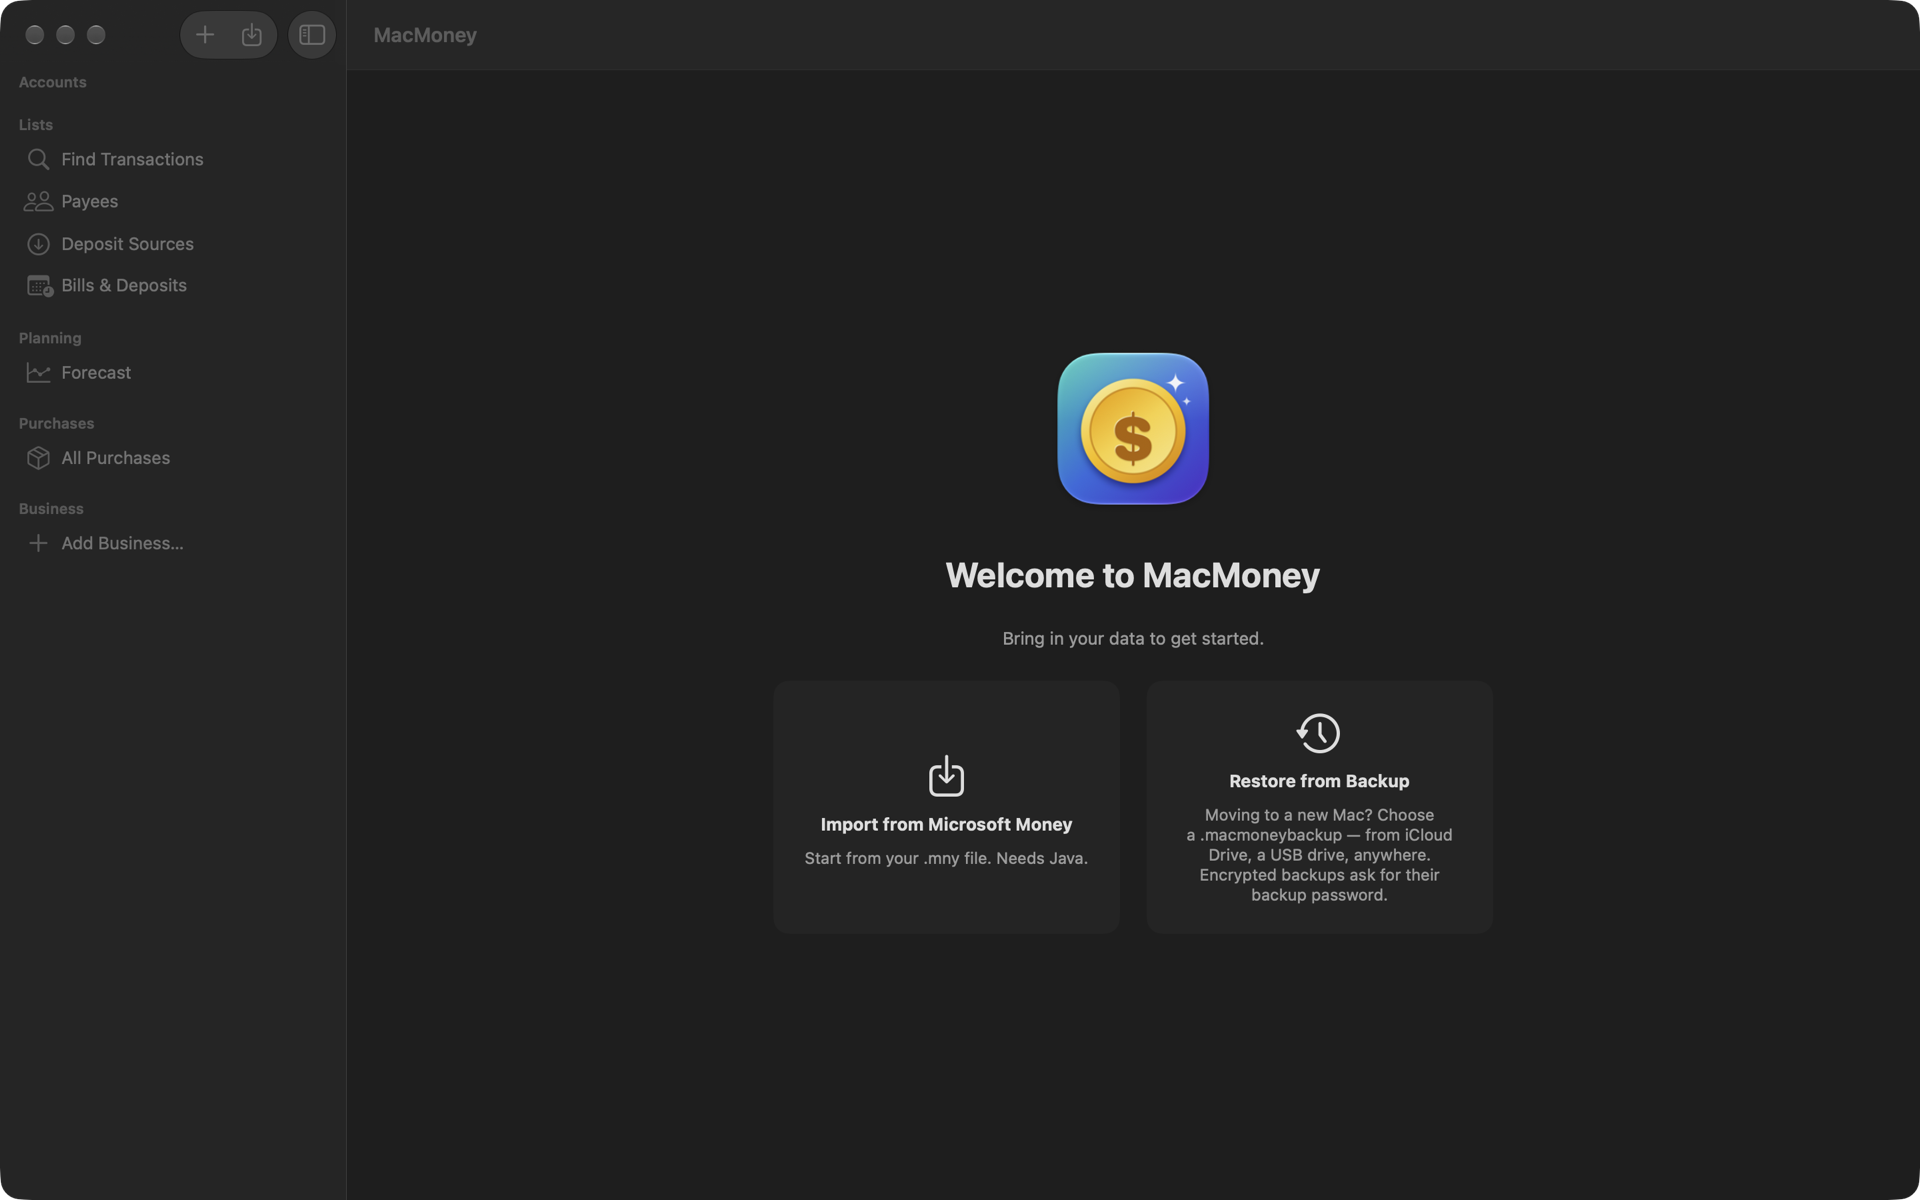 MacMoney
Accounts
Lists
Find Transactions
Payees
Deposit Sources
Bills & Deposits
Planning
Forecast
Purchases
All Purchases
Business
Add Business...
$
Welcome to MacMoney
Bring in your data to get started.
Import from Microsoft Money
Start from your .mny file. Needs Java.
Restore from Backup
Moving to a new Mac? Choose
a .macmoneybackup — from iCloud
Drive, a USB drive, anywhere.
Encrypted backups ask for their
backup password.